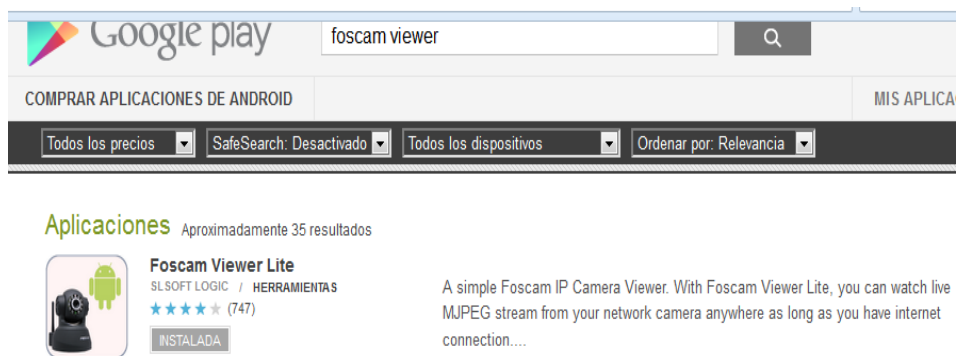 Google play
foscam viewer
COMPRAR APLICACIONES DE ANDROID
MIS APLICA
Todos los precios
SafeSearch: Desactivado
Todos los dispositivos
Ordenar por: Relevancia
Aplicaciones Aproximadamente 35 resultados
Foscam Viewer Lite
SLSOFT LOGIC / HERRAMIENTAS
(747)
INSTALADA
A simple Foscam IP Camera Viewer. With Foscam Viewer Lite, you can watch live
MJPEG stream from your network camera anywhere as long as you have internet
connection....